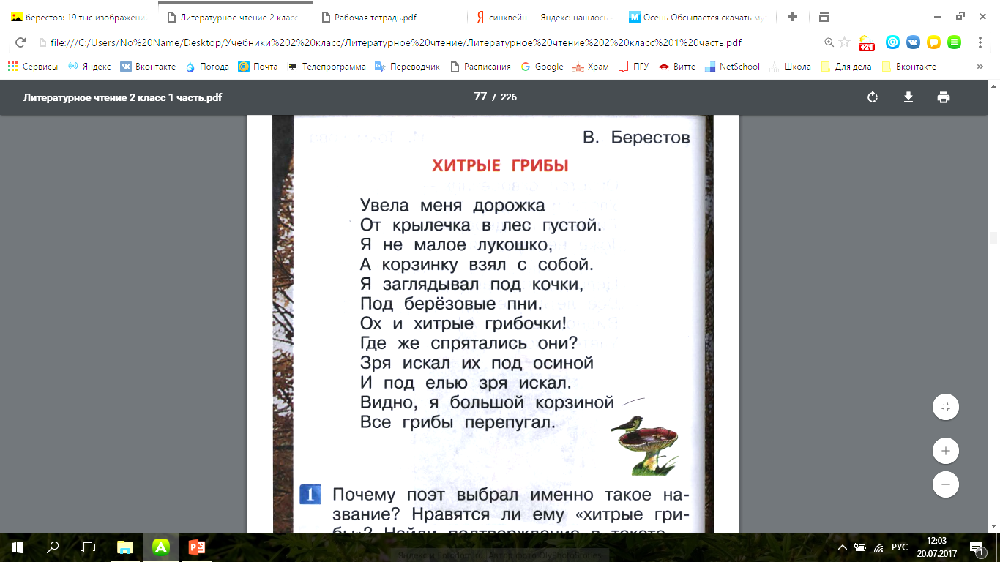 берестов: 19 тыс изображени
Литературное чтение 2 класс
Рабочая тетрадь.pdf
синквейн — Яндекс: нашлось
Осень Обсыпается скачать му
file:///C:/Users/No%20Name/Desktop/Учебники%202%20класс/Литературное%20чтение/Литературное%20чтение%202%20класс%201%20часть.pdf
+21
Сервисы Яндекс Вконтакте Погода Почта Телепрограмма Переводчик Расписания Google Храм ПГУ Витте NetSchool Школа Для дела Вконтакте »
Литературное чтение 2 класс 1 часть.pdf 77 / 226
В. Берестов
ХИТРЫЕ ГРИБЫ
Увела меня дорожка
От крылечка в лес густой.
Я не малое лукошко,
А корзинку взял с собой.
Я заглядывал под кочки,
Под берёзовые пни.
Ох и хитрые грибочки!
Где же спрятались они?
Зря искал их под осиной
И под елью зря искал.
Видно, я большой корзиной
Все грибы перепугал.
1 Почему поэт выбрал именно такое на-
звание? Нравятся ли ему «хитрые гри-
бы»? Найди подтверждение в тексте
РУС
12:03
20.07.2017
1